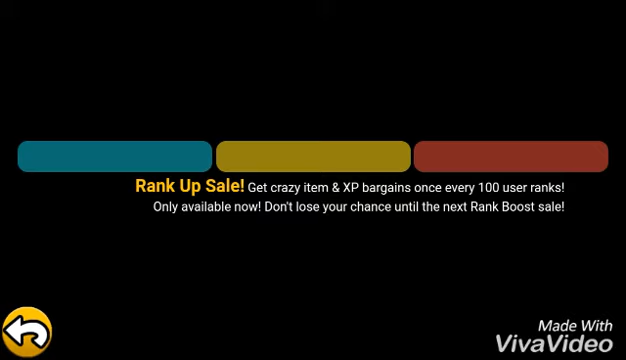 Rank Up Sale! Get crazy item & XP bargains once every 100 user ranks!
Only available now! Don't lose your chance until the next Rank Boost sale!
Made With
VivaVideo